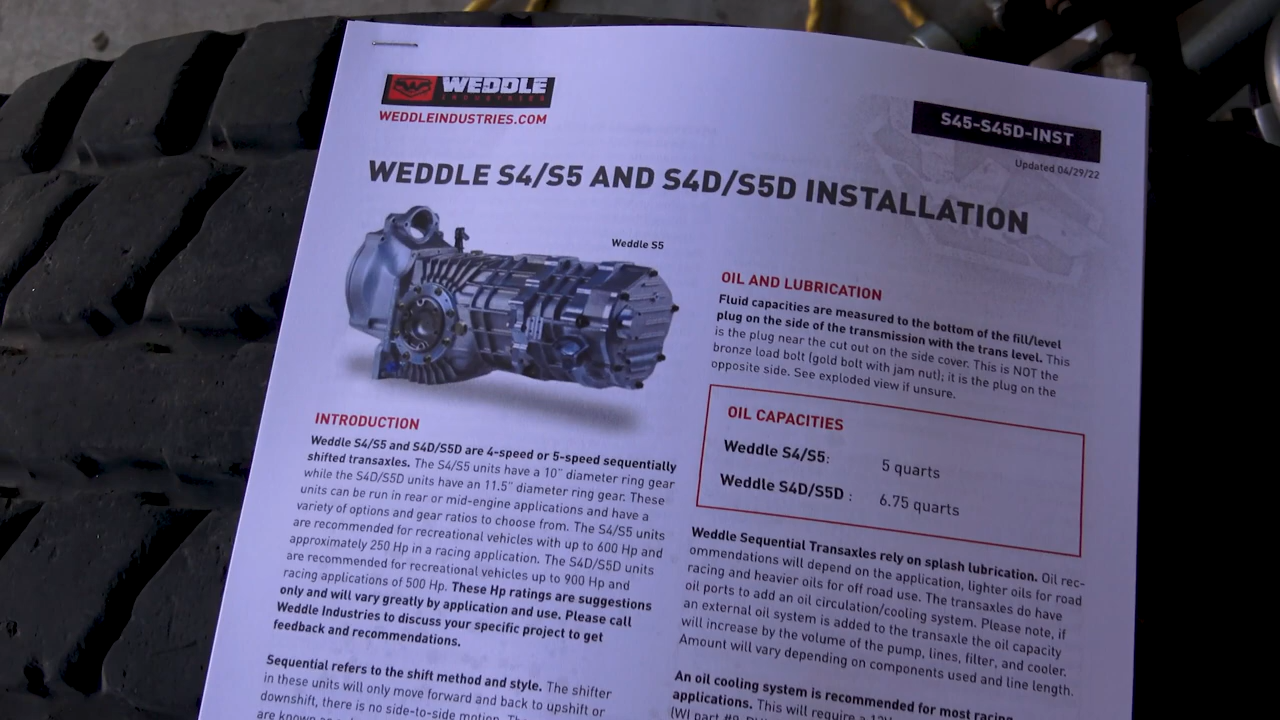 WEDDLE
INDUSTRIES
WEDDLEINDUSTRIES.COM
S45-S45D-INST
Updated 04/29/22
WEDDLE S4/S5 AND S4D/S5D INSTALLATION
Weddle S5
INTRODUCTION
Weddle S4/S5 and S4D/S5D are 4-speed or 5-speed sequentially
shifted transaxles. The S4/S5 units have a 10" diameter ring gear
while the S4D/S5D units have an 11.5" diameter ring gear. These
units can be run in rear or mid-engine applications and have a
variety of options and gear ratios to choose from. The S4/S5 units
are recommended for recreational vehicles with up to 600 Hp and
approximately 250 Hp in a racing application. The S4D/S5D units
are recommended for recreational vehicles up to 900 Hp and
racing applications of 500 Hp. These Hp ratings are suggestions
only and will vary greatly by application and use. Please call
Weddle Industries to discuss your specific project to get
feedback and recommendations.
Sequential refers to the shift method and style. The shifter
in these units will only move forward and back to upshift or
downshift, there is no side-to-side motion.
are known
OIL AND LUBRICATION
Fluid capacities are measured to the bottom of the fill/level
plug on the side of the transmission with the trans level. This
is the plug near the cut out on the side cover. This is NOT the
bronze load bolt (gold bolt with jam nut); it is the plug on the
opposite side. See exploded view if unsure.
OIL CAPACITIES
Weddle S4/S5: 5 quarts
Weddle S4D/S5D : 6.75 quarts
Weddle Sequential Transaxles rely on splash lubrication. Oil rec-
ommendations will depend on the application, lighter oils for road
racing and heavier oils for off road use. The transaxles do have
oil ports to add an oil circulation/cooling system. Please note, if
an external oil system is added to the transaxle the oil capacity
will increase by the volume of the pump, lines, filter, and cooler.
Amount will vary depending on components used and line length.
An oil cooling system is recommended for most racing
applications. This will require a
(WI part